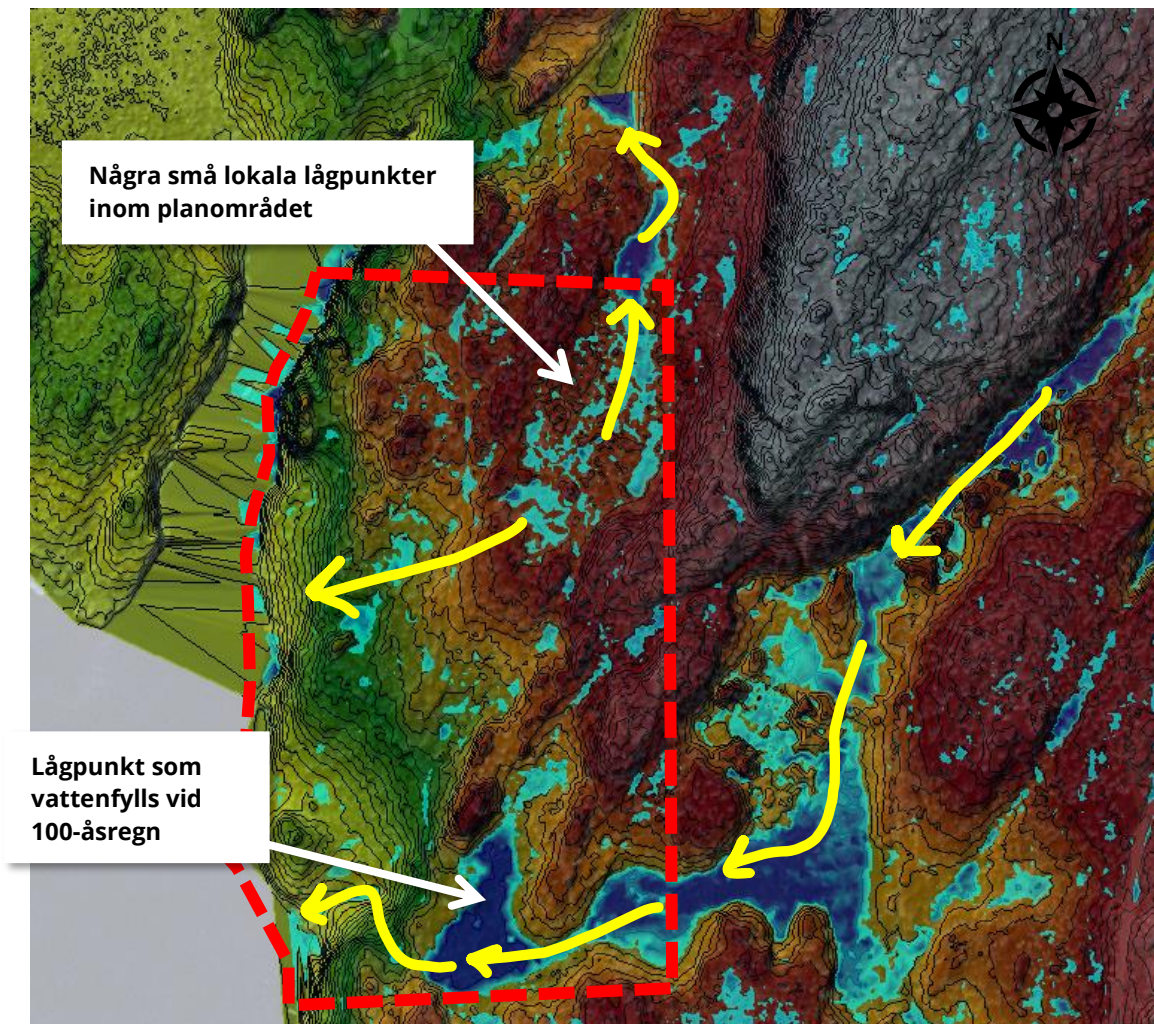 N
Några små lokala lågpunkter
inom planområdet
Lågpunkt som
vattenfylls vid
100-åsregn